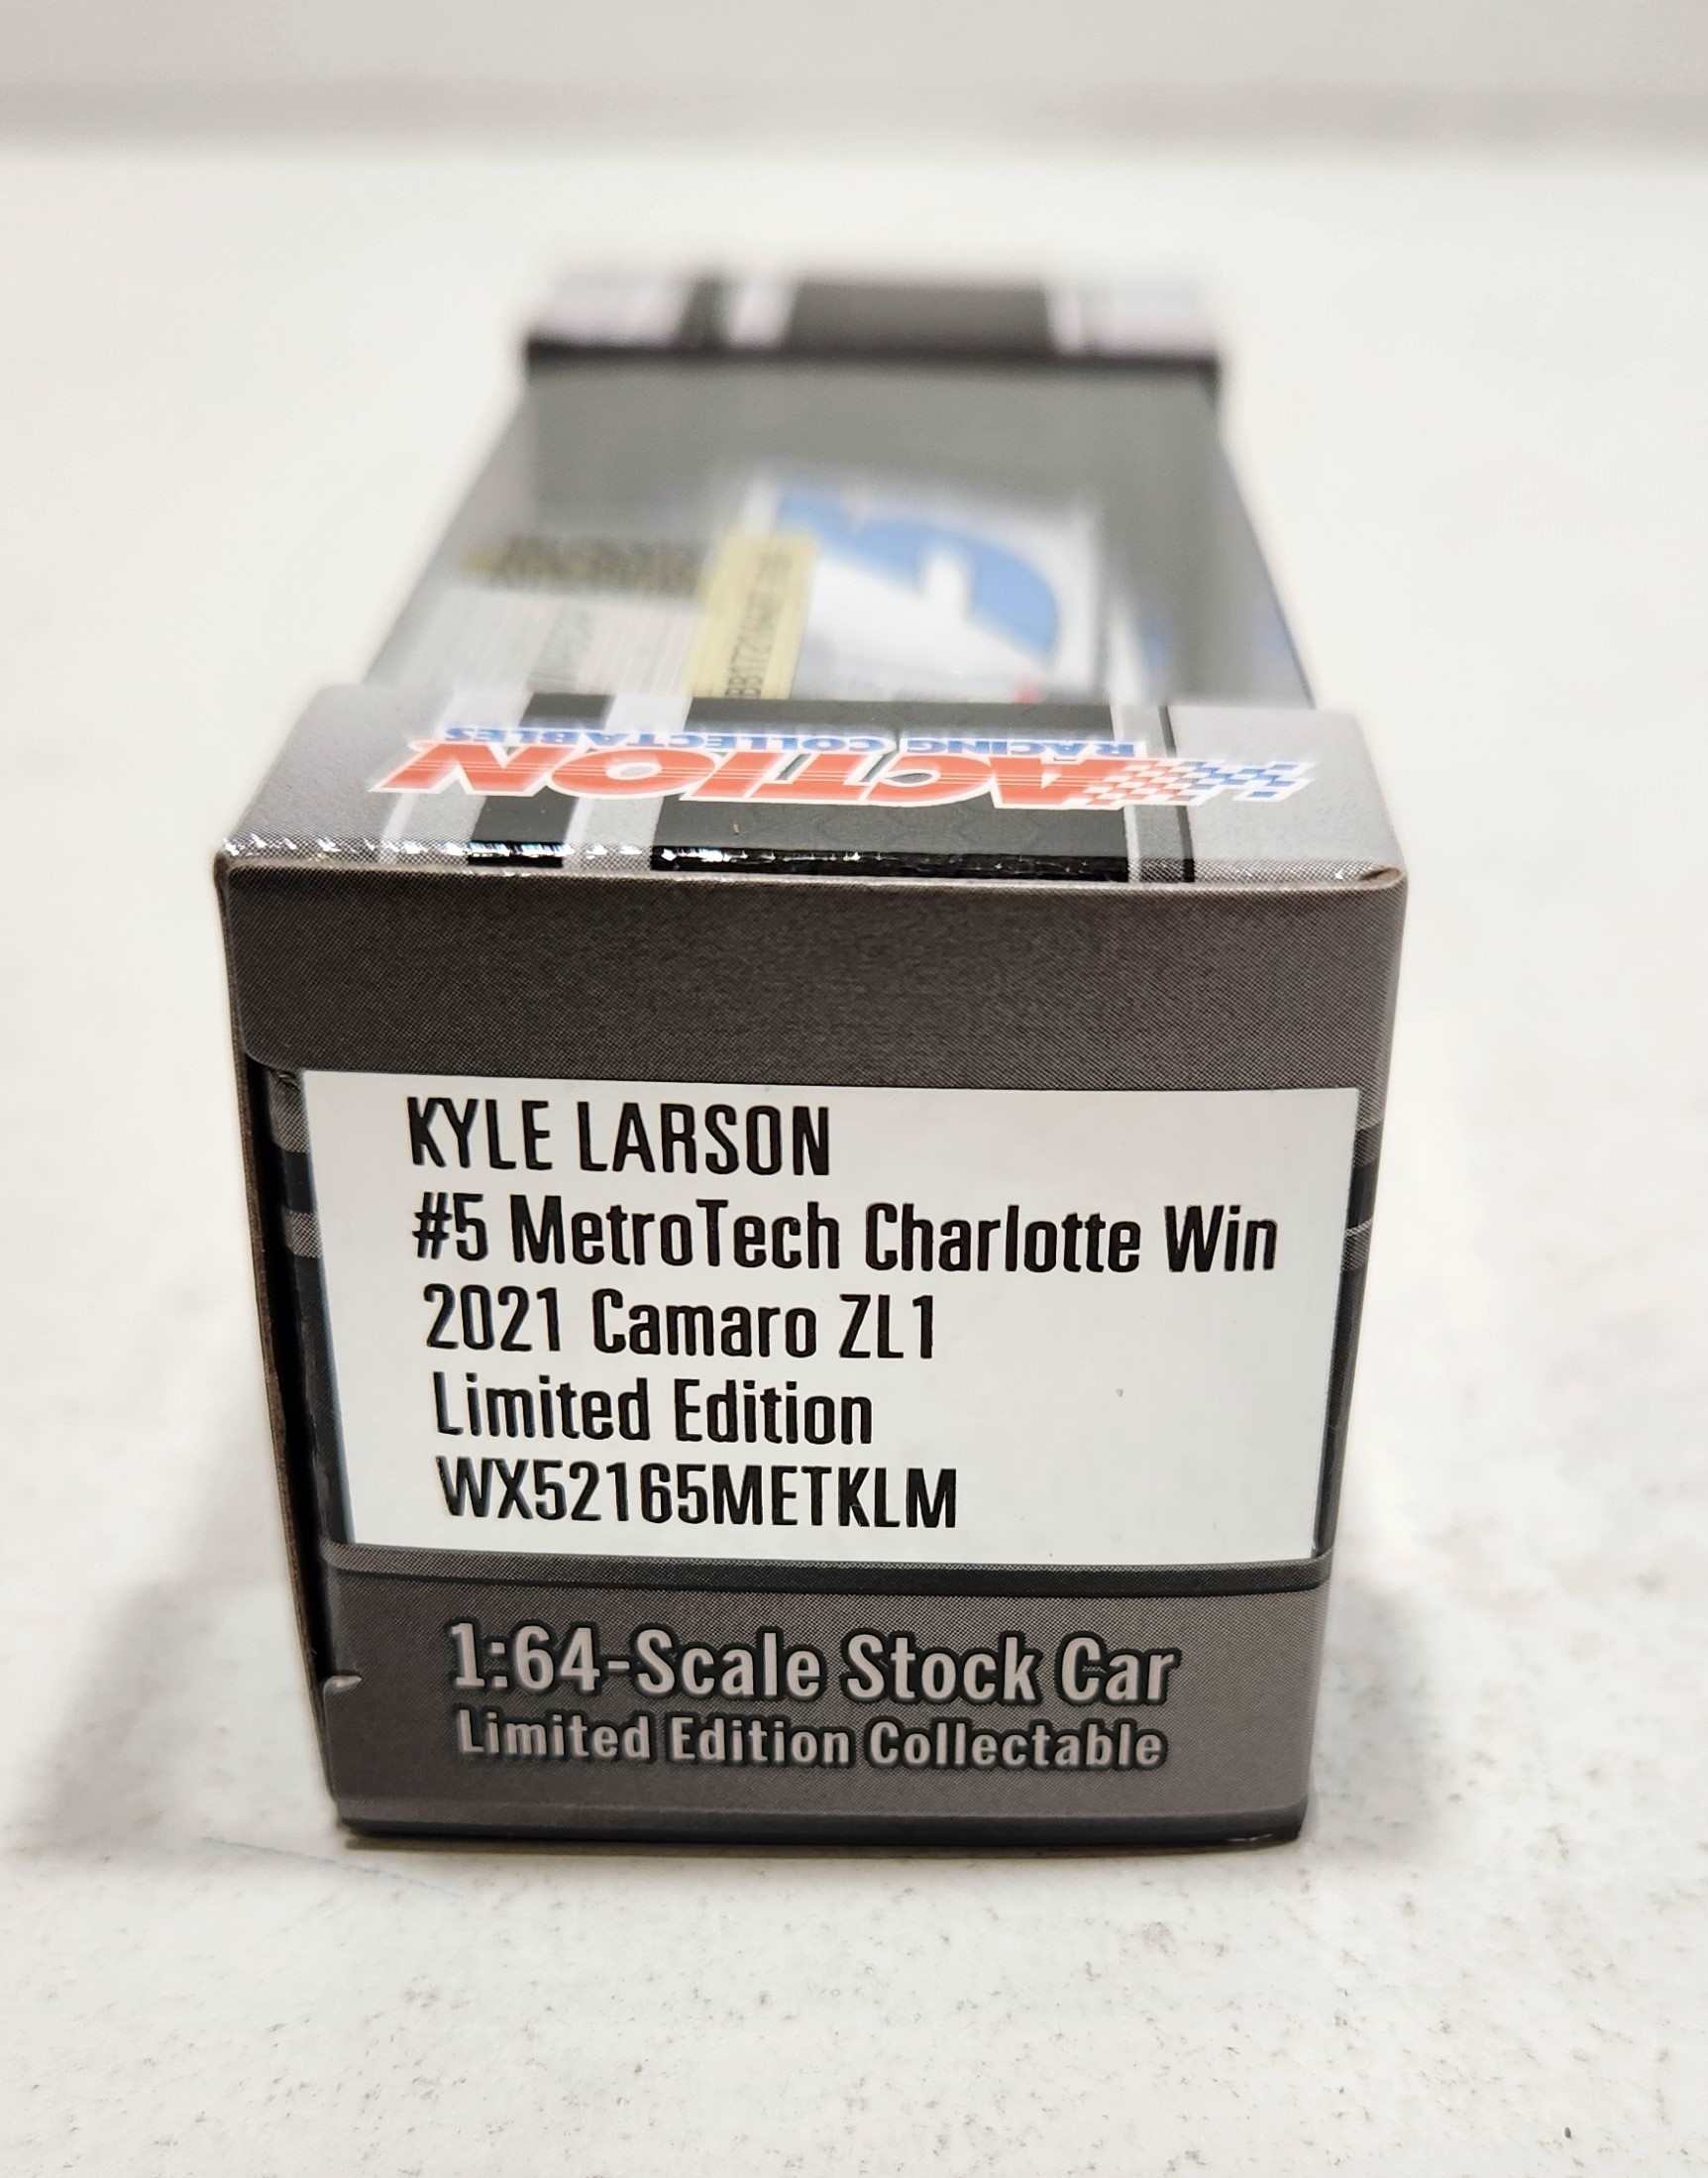 RACING COLLECTABLES
ACTION
KYLE LARSON
#5 MetroTech Charlotte Win
2021 Camaro ZL1
Limited Edition
WX52165METKLM
1:64-Scale Stock Car
Limited Edition Collectable